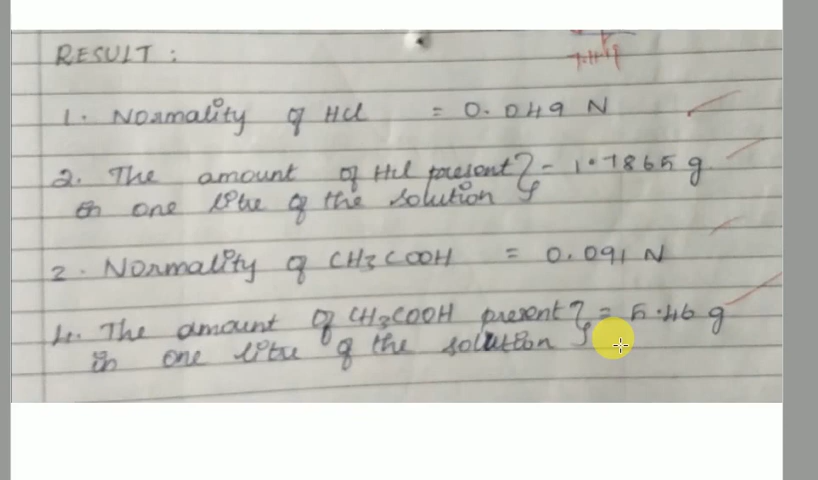 RESULT :
1. Normality of HCl = 0.049 N
2. The amount of HCl present } = 1.7865 g
in one litre of the solution
2. Normality of CH3COOH = 0.091 N
4. The amount of CH3COOH present } = 5.46 g
in one litre of the solution